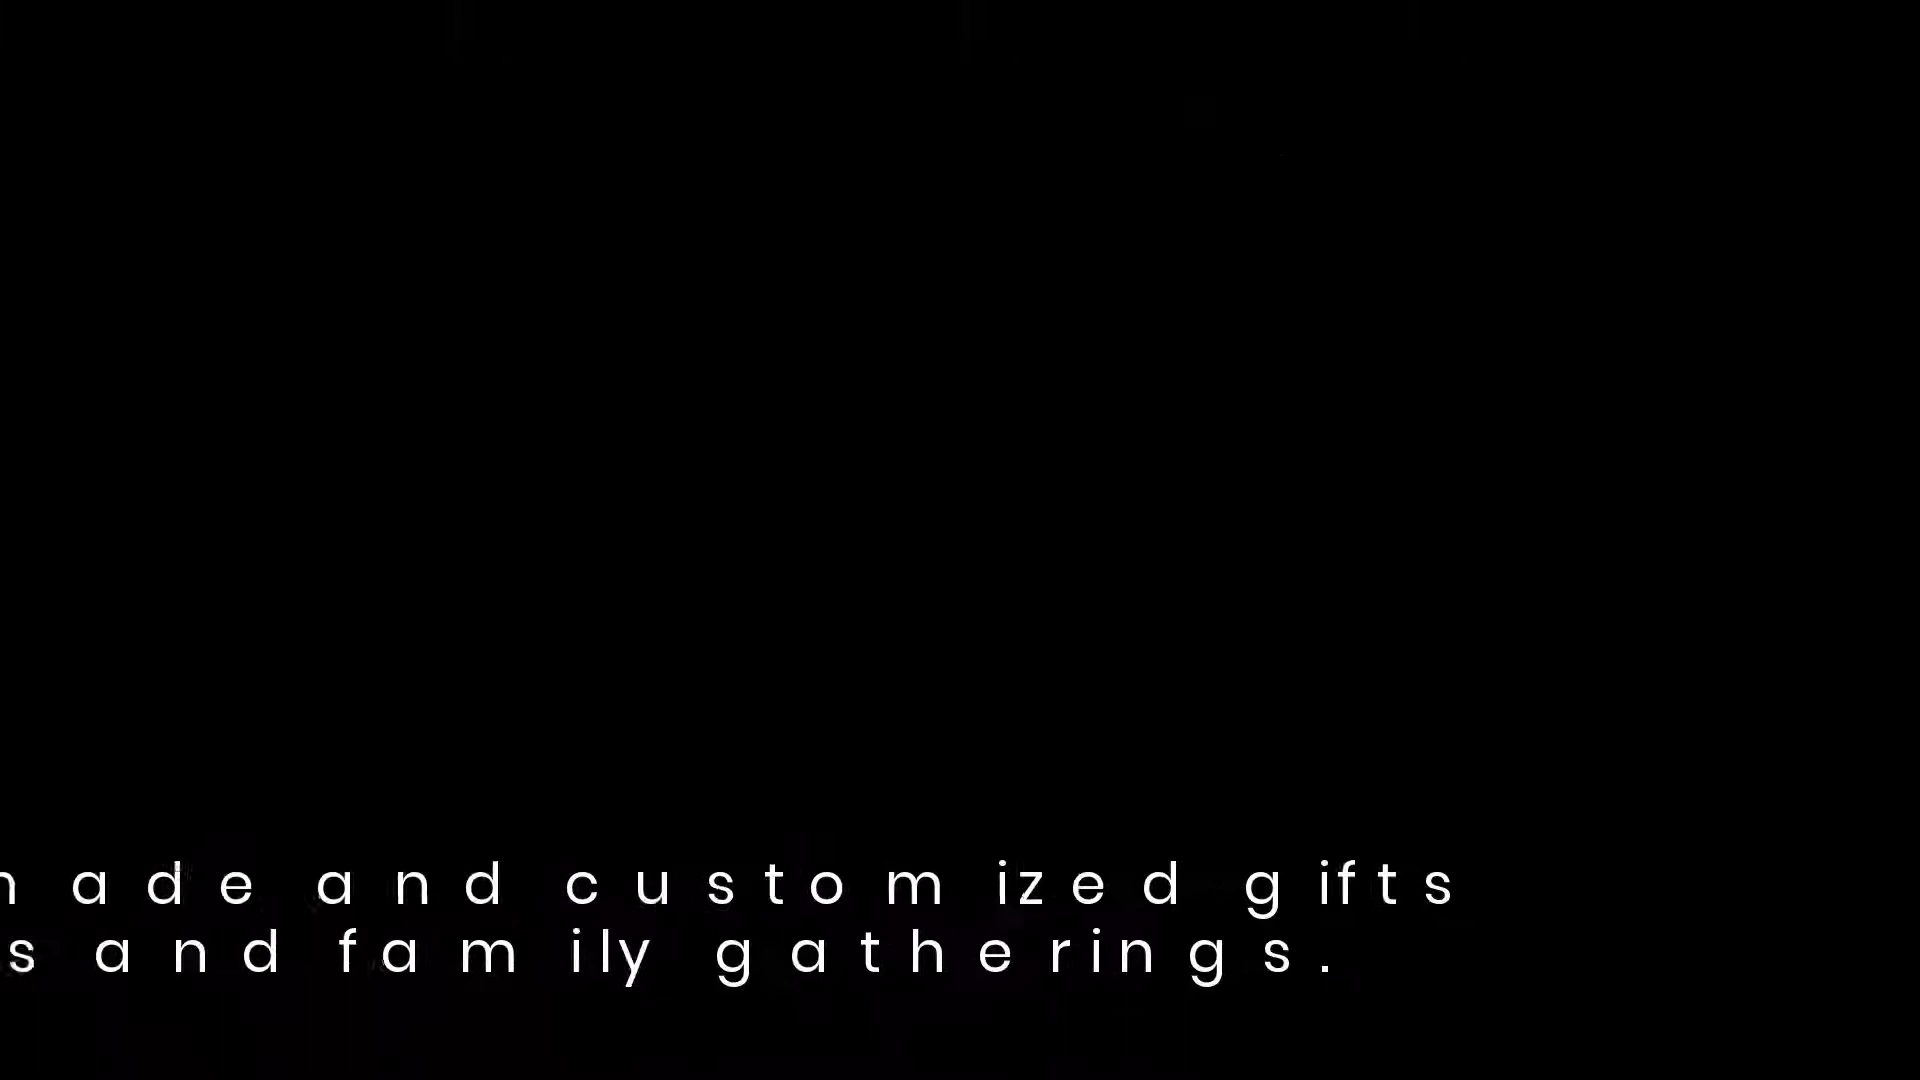 ade and customized gifts
s and family gatherings.